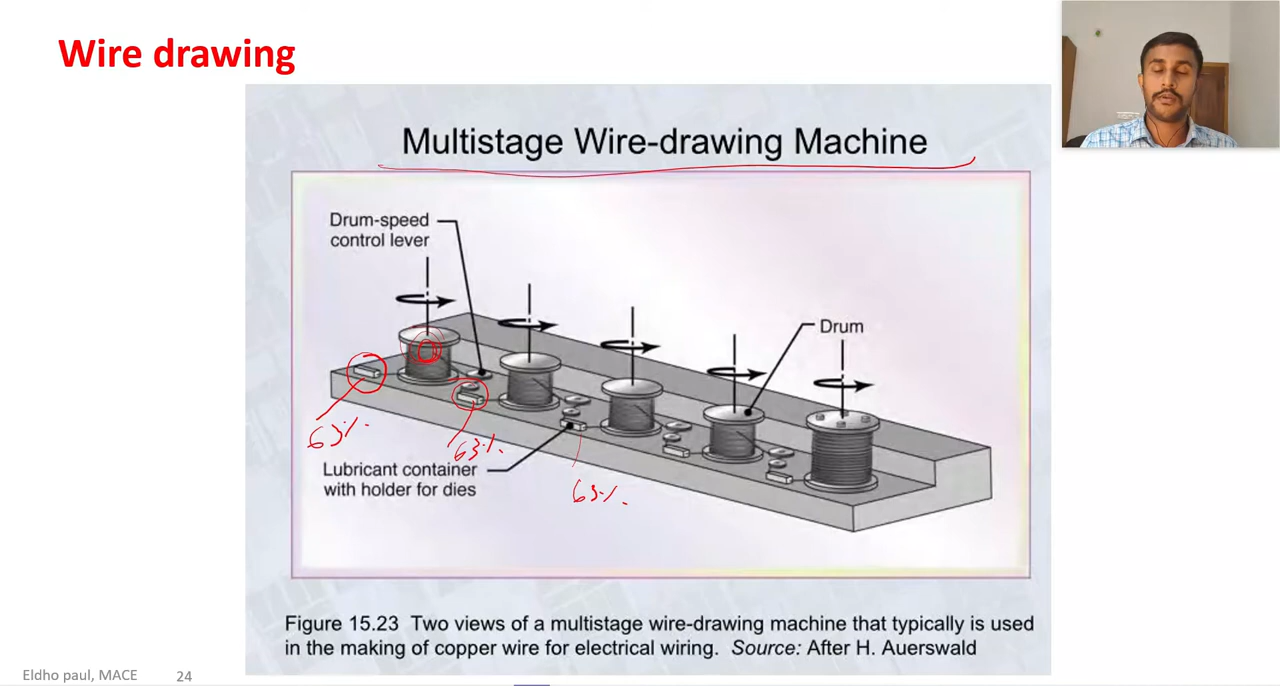 Wire drawing
Multistage Wire-drawing Machine
Drum-speed
control lever
Drum
63%.
63%.
63%.
Lubricant container
with holder for dies
Figure 15.23 Two views of a multistage wire-drawing machine that typically is used
in the making of copper wire for electrical wiring. Source: After H. Auerswald
Eldho paul, MACE
24